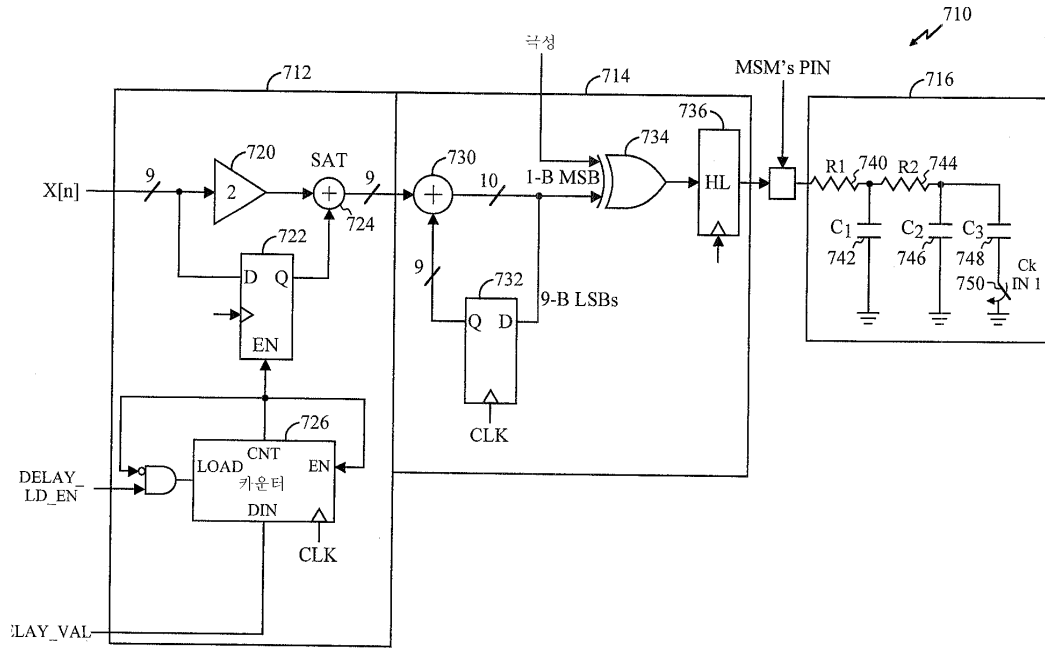 710
극성
712
714
MSM's PIN
716
736
720
SAT
734
R1
740
R2
744
9
X[n]
2
9
730
10
1-B MSB
HL
724
C1
742
C2
746
C3
748
722
D
Q
9
732
9-B LSBs
750
Ck
IN 1
Q
D
EN
CLK
726
CNT
LOAD
EN
카운터
DELAY_
LD_EN
DIN
CLK
ELAY_VAL